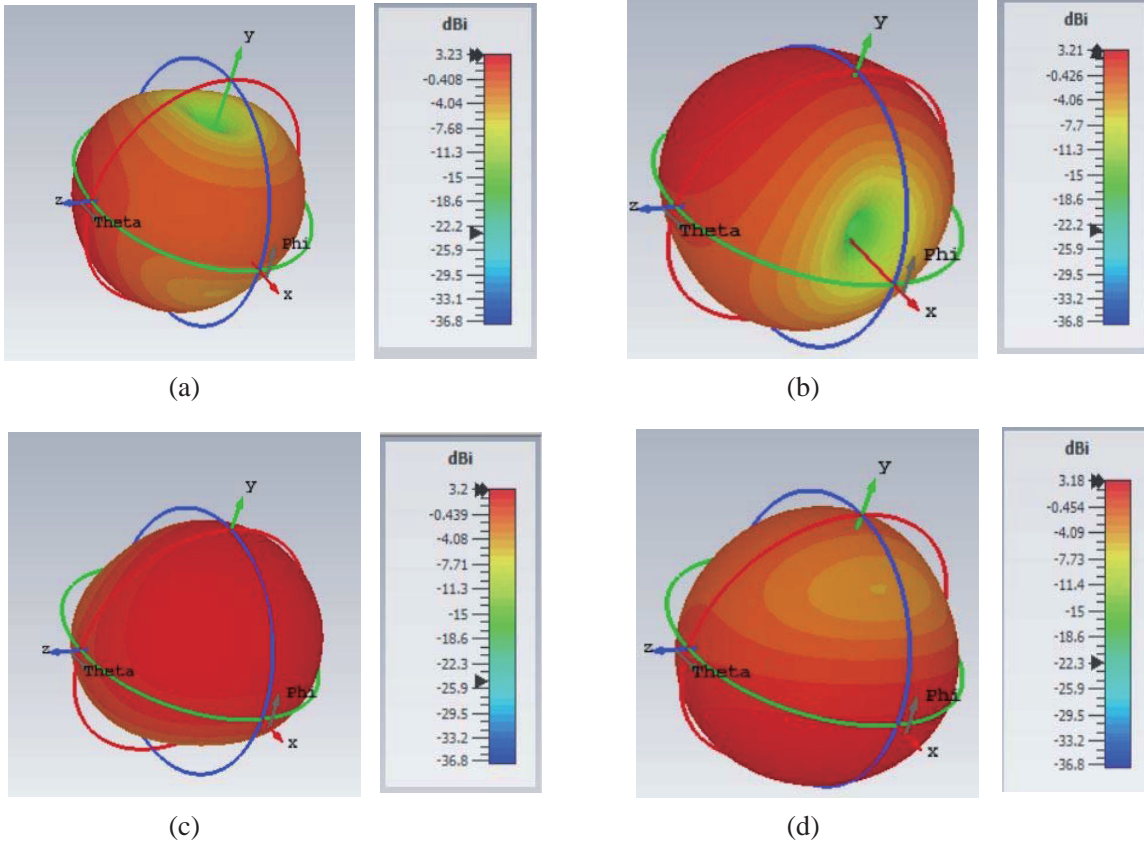 y
z
Theta
Phi
x
dBi
3.23
-0.408
-4.04
-7.68
-11.3
-15
-18.6
-22.2
-25.9
-29.5
-33.1
-36.8
(a)
y
z
Theta
Phi
x
dBi
3.21
-0.426
-4.06
-7.7
-11.3
-15
-18.6
-22.2
-25.9
-29.5
-33.1
-36.8
(b)
y
z
Theta
Phi
x
dBi
3.2
-0.439
-4.08
-7.71
-11.3
-15
-18.6
-22.3
-25.9
-29.5
-33.2
-36.8
(c)
y
z
Theta
Phi
x
dBi
3.18
-0.454
-4.09
-7.73
-11.4
-15
-18.6
-22.3
-25.9
-29.5
-33.2
-36.8
(d)